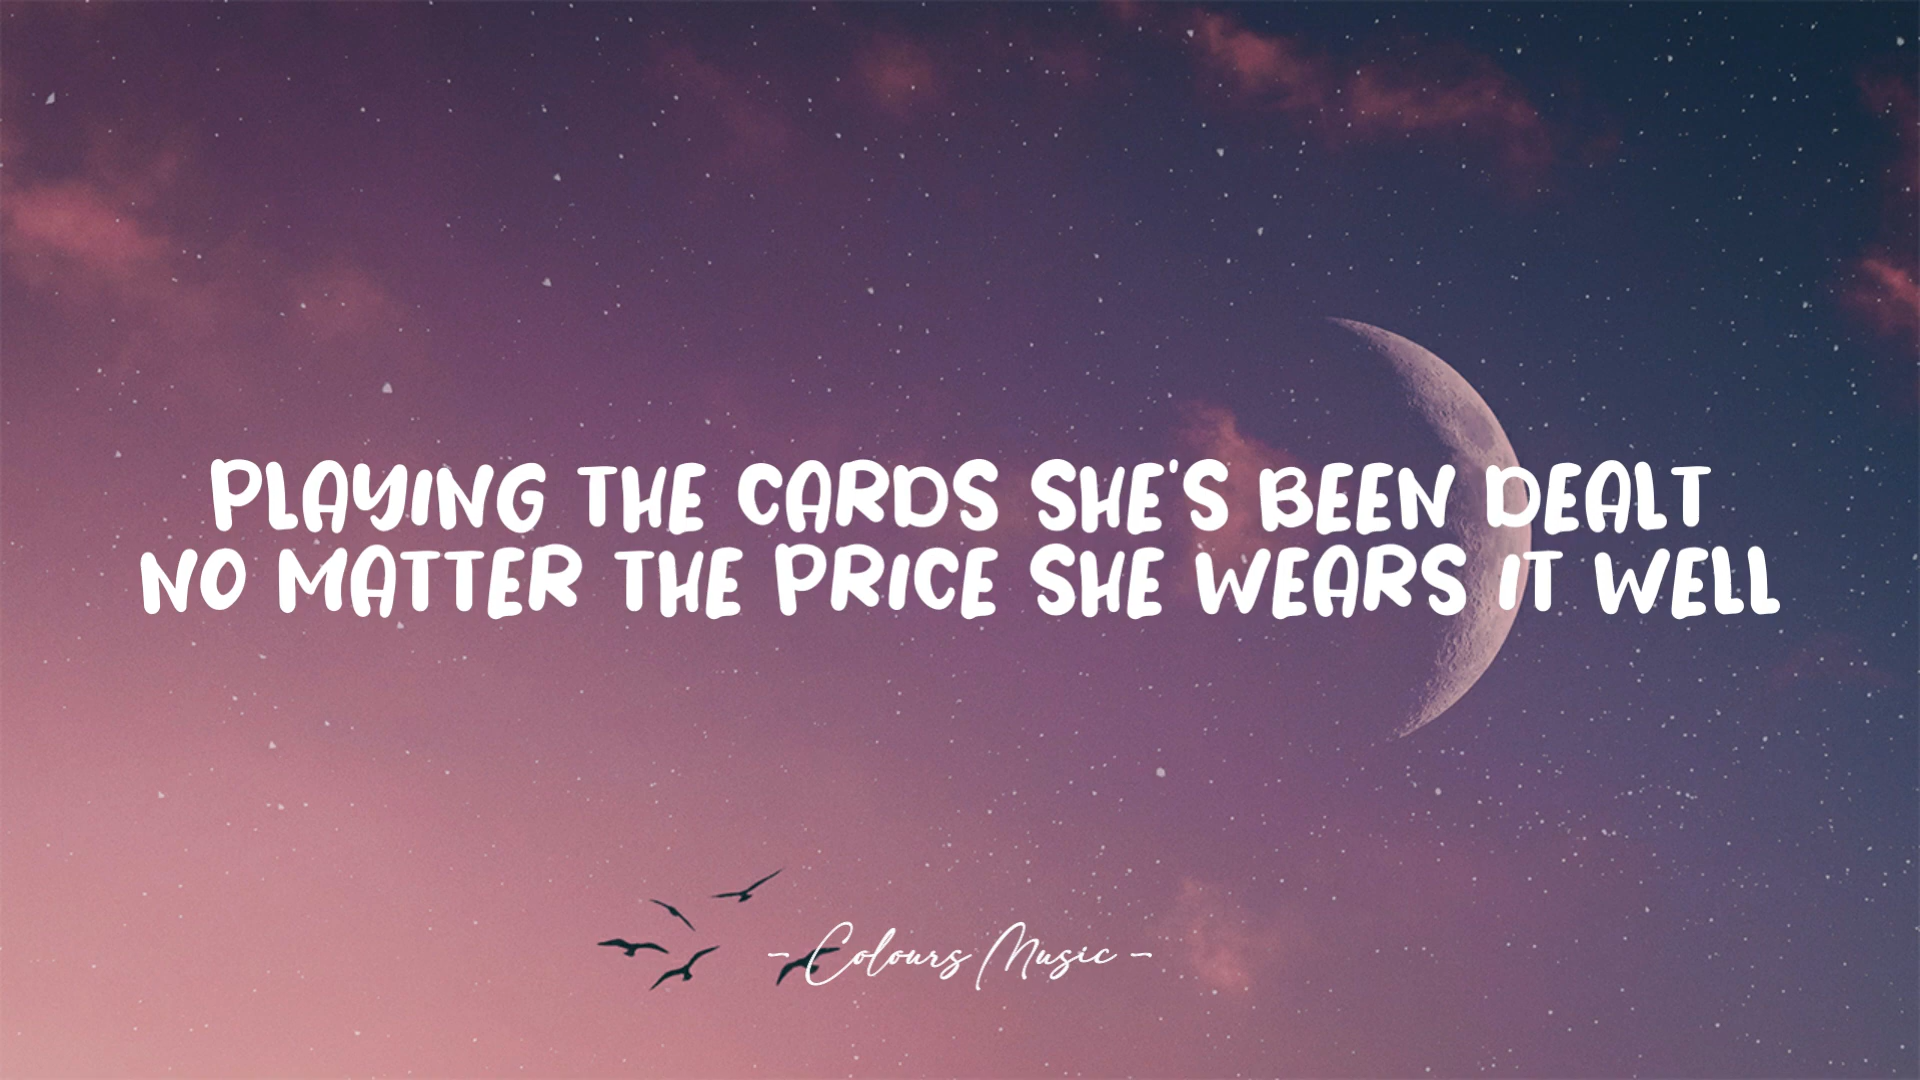 PLAYING THE CARDS SHE'S BEEN DEALT
NO MATTER THE PRICE SHE WEARS IT WELL
- Colours Music -